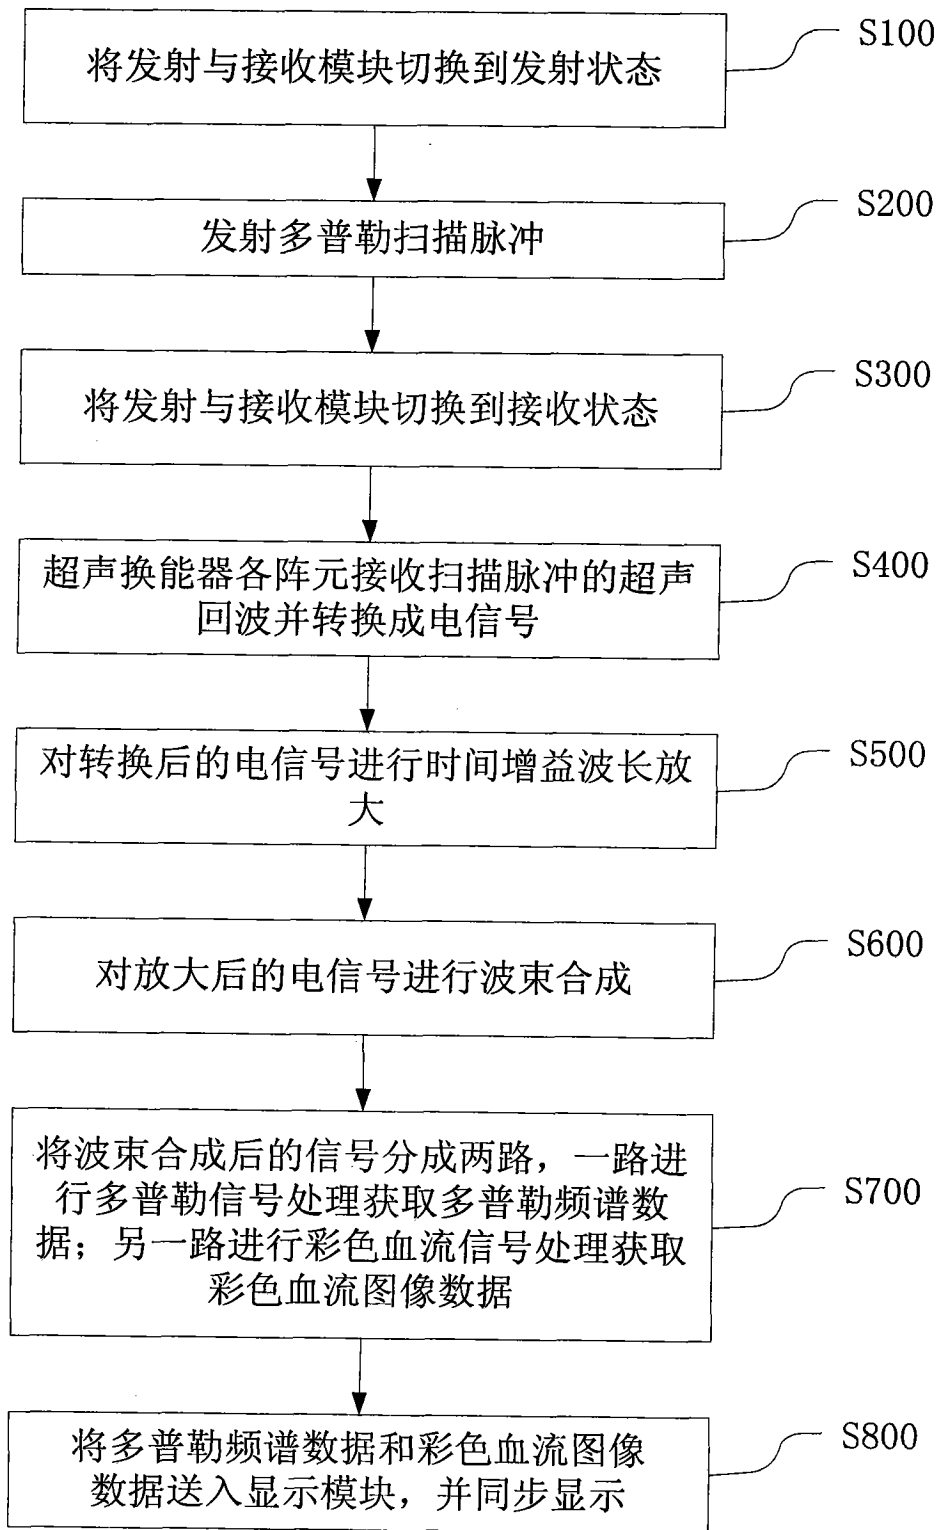 将发射与接收模块切换到发射状态
S100
发射多普勒扫描脉冲
S200
将发射与接收模块切换到接收状态
S300
超声换能器各阵元接收扫描脉冲的超声
回波并转换成电信号
S400
对转换后的电信号进行时间增益波长放
大
S500
对放大后的电信号进行波束合成
S600
将波束合成后的信号分成两路，一路进
行多普勒信号处理获取多普勒频谱数
据；另一路进行彩色血流信号处理获取
彩色血流图像数据
S700
将多普勒频谱数据和彩色血流图像
数据送入显示模块，并同步显示
S800